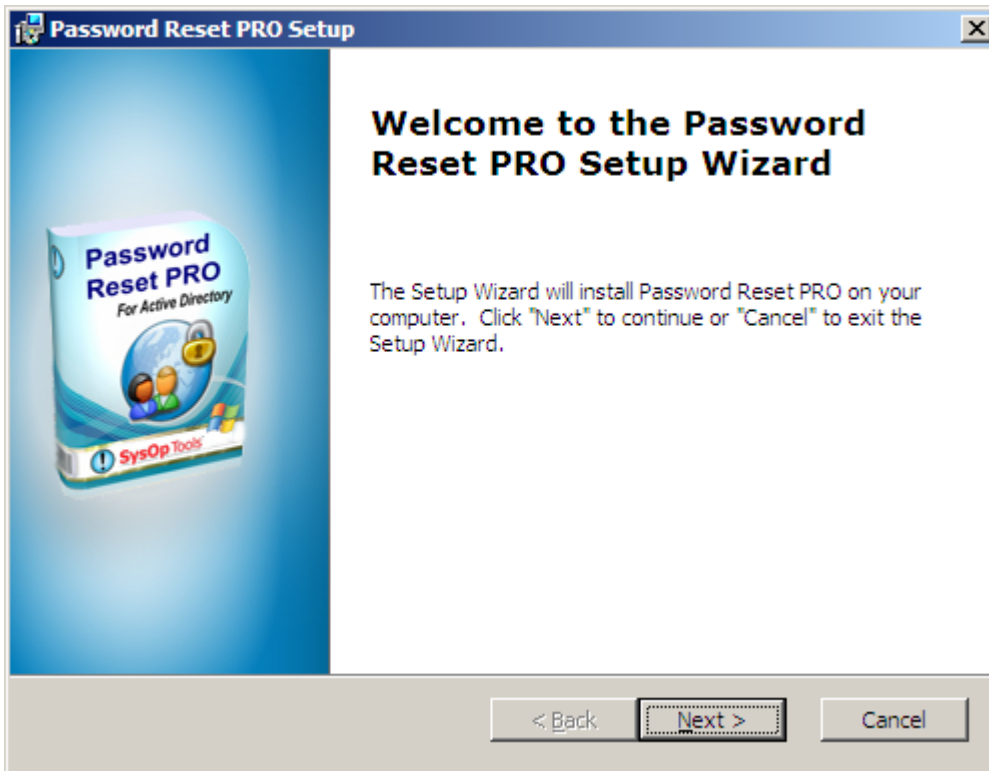 Password Reset PRO Setup
Welcome to the Password
Reset PRO Setup Wizard
Password
Reset PRO
For Active Directory
SysOp Tools
The Setup Wizard will install Password Reset PRO on your
computer. Click "Next" to continue or "Cancel" to exit the
Setup Wizard.
< Back
Next >
Cancel